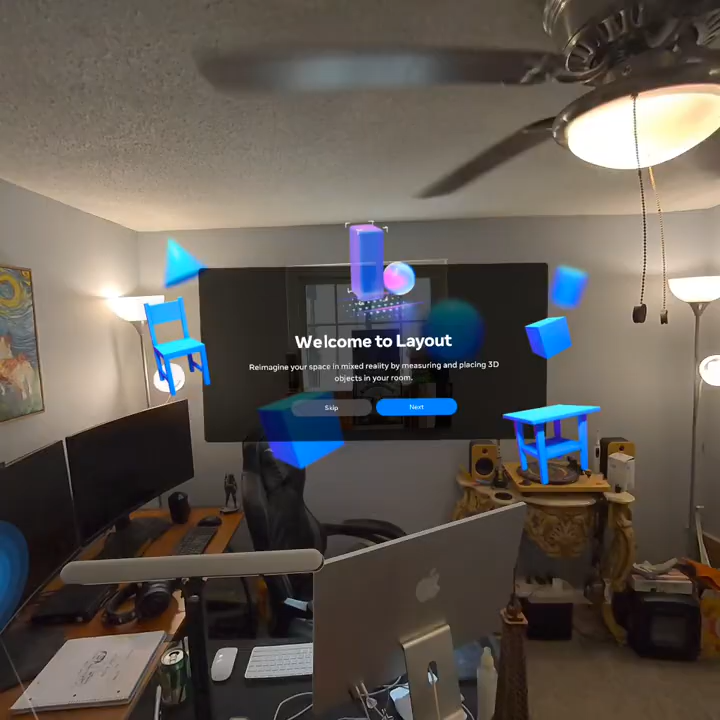 Welcome to Layout
Reimagine your space in mixed reality by measuring and placing 3D
objects in your room.
Skip
Next